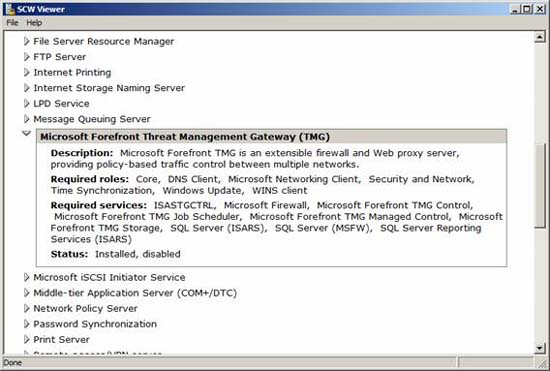 SCW Viewer
File Help
File Server Resource Manager
FTP Server
Internet Printing
Internet Storage Naming Server
LPD Service
Message Queuing Server
Microsoft Forefront Threat Management Gateway (TMG)
Description: Microsoft Forefront TMG is an extensible firewall and Web proxy server,
providing policy-based traffic control between multiple networks.
Required roles: Core, DNS Client, Microsoft Networking Client, Security and Network,
Time Synchronization, Windows Update, WINS client
Required services: ISASTGCTRL, Microsoft Firewall, Microsoft Forefront TMG Control,
Microsoft Forefront TMG Job Scheduler, Microsoft Forefront TMG Managed Control, Microsoft
Forefront TMG Storage, SQL Server (ISARS), SQL Server (MSFW), SQL Server Reporting
Services (ISARS)
Status: Installed, disabled
Microsoft iSCSI Initiator Service
Middle-tier Application Server (COM+/DTC)
Network Policy Server
Password Synchronization
Print Server
Remote access/VPN server
Done